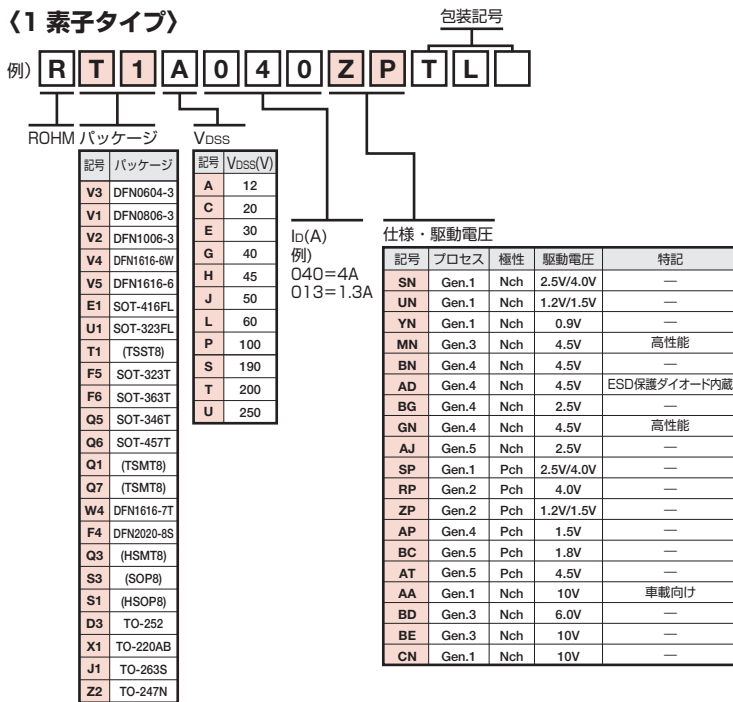 〈1 素子タイプ〉
包装記号
例) R T 1 A 0 4 0 Z P T L
ROHM パッケージ
記号 パッケージ
V3 DFN0604-3
V1 DFN0806-3
V2 DFN1006-3
V4 DFN1616-6W
V5 DFN1616-6
E1 SOT-416FL
U1 SOT-323FL
T1 (TSST8)
F5 SOT-323T
F6 SOT-363T
Q5 SOT-346T
Q6 SOT-457T
Q1 (TSMT8)
Q7 (TSMT8)
W4 DFN1616-7T
F4 DFN2020-8S
Q3 (HSMT8)
S3 (SOP8)
S1 (HSOP8)
D3 TO-252
X1 TO-220AB
J1 TO-263S
Z2 TO-247N
VDSS
記号 VDSS(V)
A 12
C 20
E 30
G 40
H 45
J 50
L 60
P 100
S 190
T 200
U 250
ID(A)
例)
040=4A
013=1.3A
仕様・駆動電圧
記号 プロセス 極性 駆動電圧 特記
SN Gen.1 Nch 2.5V/4.0V —
UN Gen.1 Nch 1.2V/1.5V —
YN Gen.1 Nch 0.9V —
MN Gen.3 Nch 4.5V 高性能
BN Gen.4 Nch 4.5V —
AD Gen.4 Nch 4.5V ESD保護ダイオード内蔵
BG Gen.4 Nch 2.5V —
GN Gen.4 Nch 4.5V 高性能
AJ Gen.5 Nch 2.5V —
SP Gen.1 Pch 2.5V/4.0V —
RP Gen.2 Pch 4.0V —
ZP Gen.2 Pch 1.2V/1.5V —
AP Gen.4 Pch 1.5V —
BC Gen.5 Pch 1.8V —
AT Gen.5 Pch 4.5V —
AA Gen.1 Nch 10V 車載向け
BD Gen.3 Nch 6.0V —
BE Gen.3 Nch 10V —
CN Gen.1 Nch 10V —